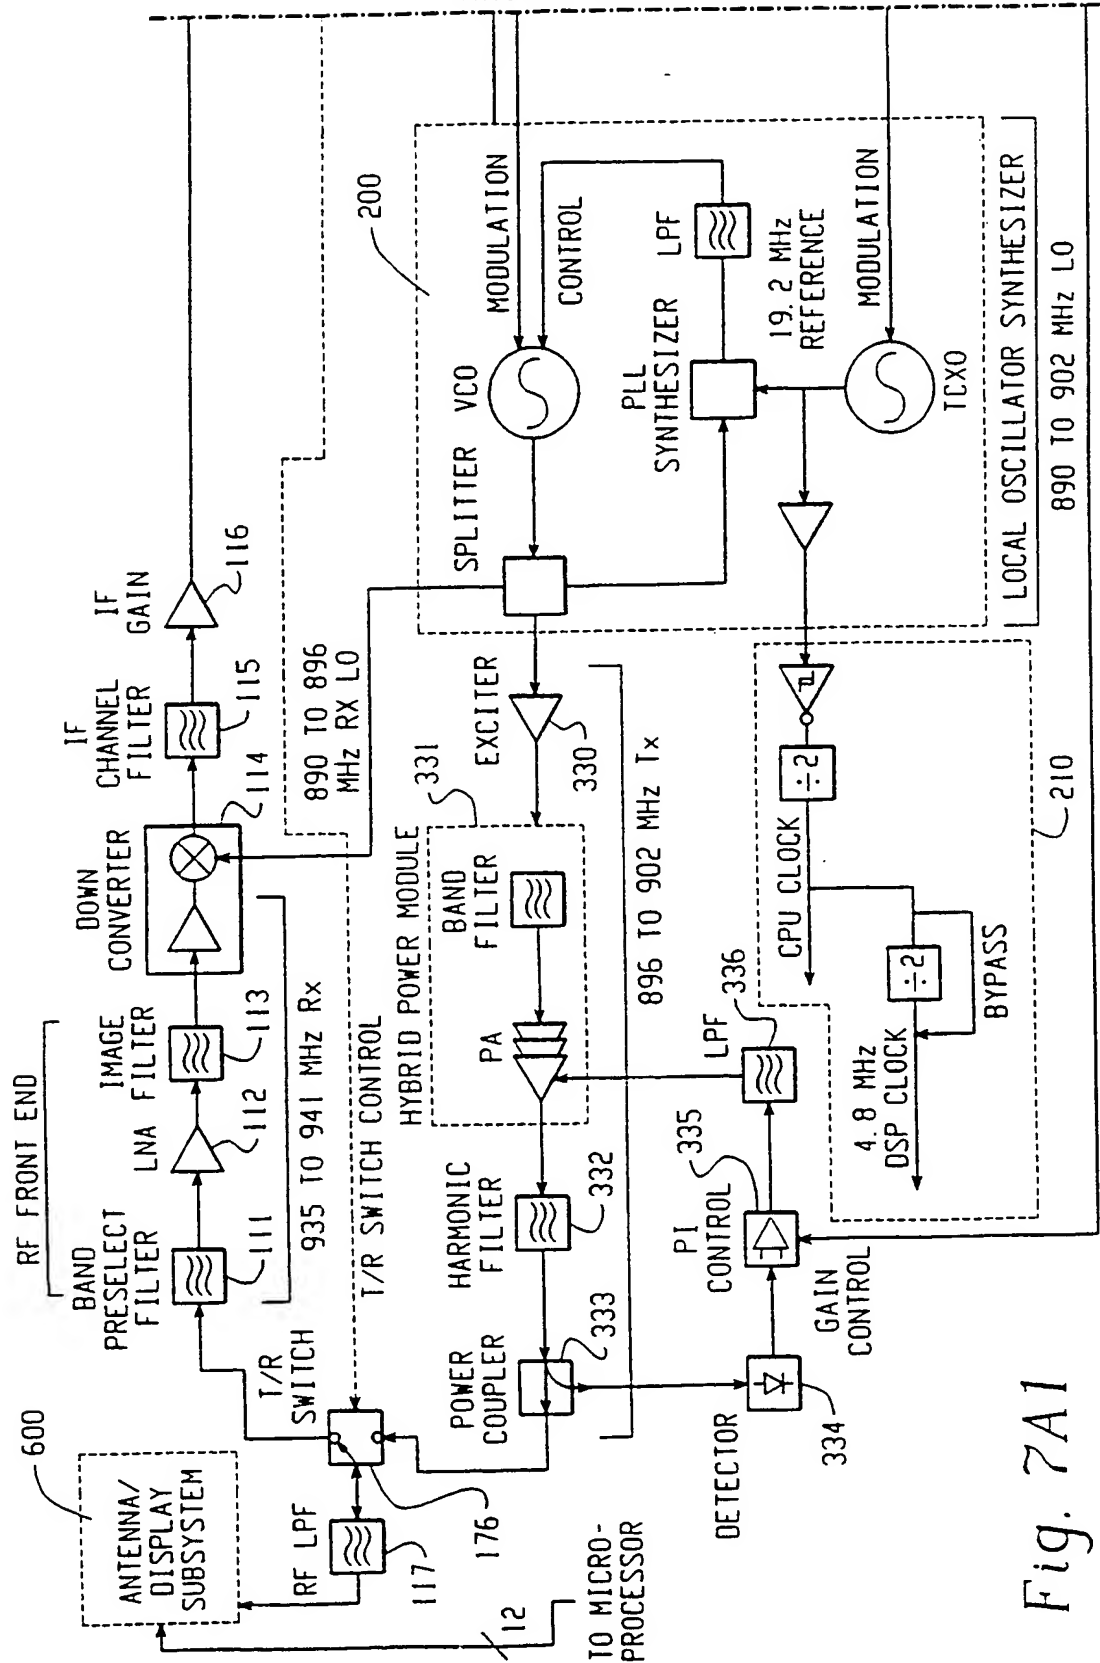 RF FRONT END
600
ANTENNA/
DISPLAY
SUBSYSTEM
BAND
PRESELECT
FILTER
111
LNA
112
IMAGE
FILTER
113
DOWN
CONVERTER
114
IF
CHANNEL
FILTER
115
IF
GAIN
116
935 TO 941 MHz Rx
T/R
SWITCH
T/R SWITCH CONTROL
890 TO 896
MHz RX LO
RF LPF
117
176
12
TO MICRO-
PROCESSOR
POWER
COUPLER
333
HARMONIC
FILTER
332
HYBRID POWER MODULE
331
PA
BAND
FILTER
EXCITER
330
896 TO 902 MHz Tx
SPLITTER
VCO
MODULATION
CONTROL
200
PLL
SYNTHESIZER
LPF
19.2 MHz
REFERENCE
MODULATION
TCXO
LOCAL OSCILLATOR SYNTHESIZER
890 TO 902 MHz LO
DETECTOR
334
PI
CONTROL
335
GAIN
CONTROL
LPF
336
CPU CLOCK
÷2
4.8 MHz
DSP CLOCK
÷2
BYPASS
210
Fig. 7A1